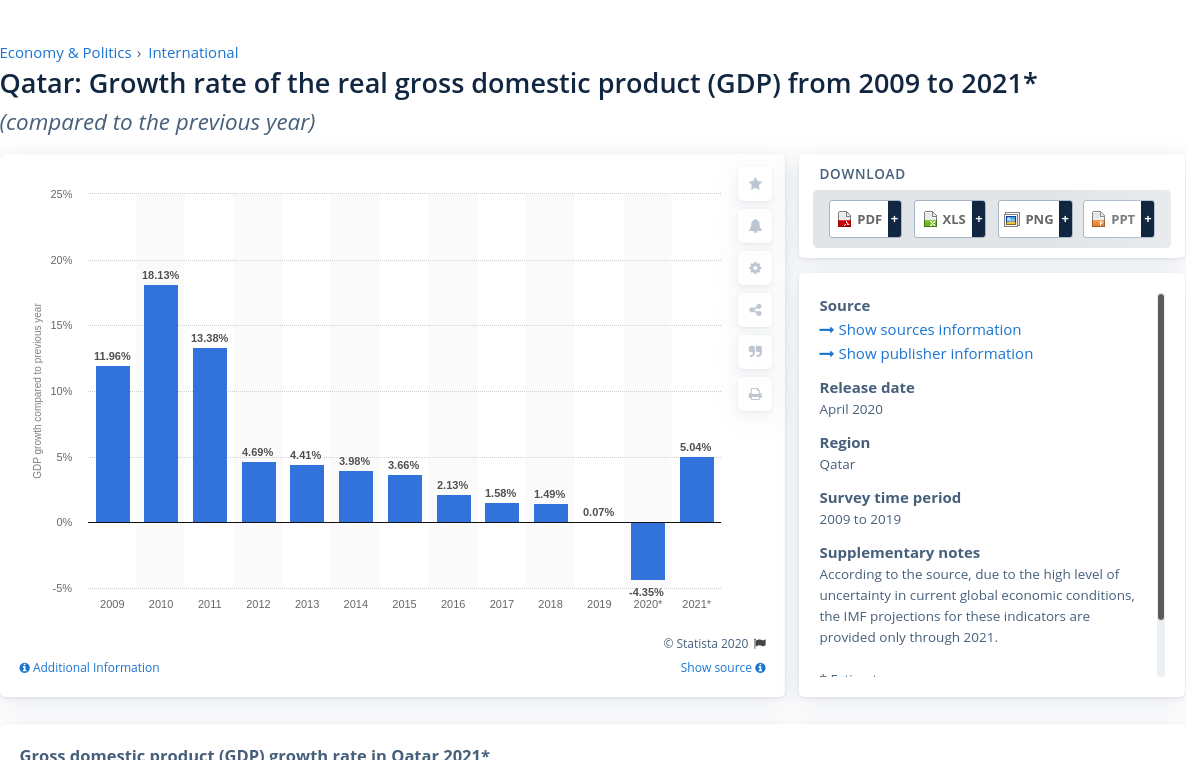 Economy & Politics › International
Qatar: Growth rate of the real gross domestic product (GDP) from 2009 to 2021*
(compared to the previous year)
GDP growth compared to previous year
25%
20%
15%
10%
5%
0%
-5%
11.96%
18.13%
13.38%
4.69%
4.41%
3.98%
3.66%
2.13%
1.58%
1.49%
0.07%
-4.35%
5.04%
2009 2010 2011 2012 2013 2014 2015 2016 2017 2018 2019 2020* 2021*
© Statista 2020
Additional Information
Show source
DOWNLOAD
PDF + XLS + PNG + PPT +
Source
Show sources information
Show publisher information
Release date
April 2020
Region
Qatar
Survey time period
2009 to 2019
Supplementary notes
According to the source, due to the high level of
uncertainty in current global economic conditions,
the IMF projections for these indicators are
provided only through 2021.
Gross domestic product (GDP) growth rate in Qatar 2021*